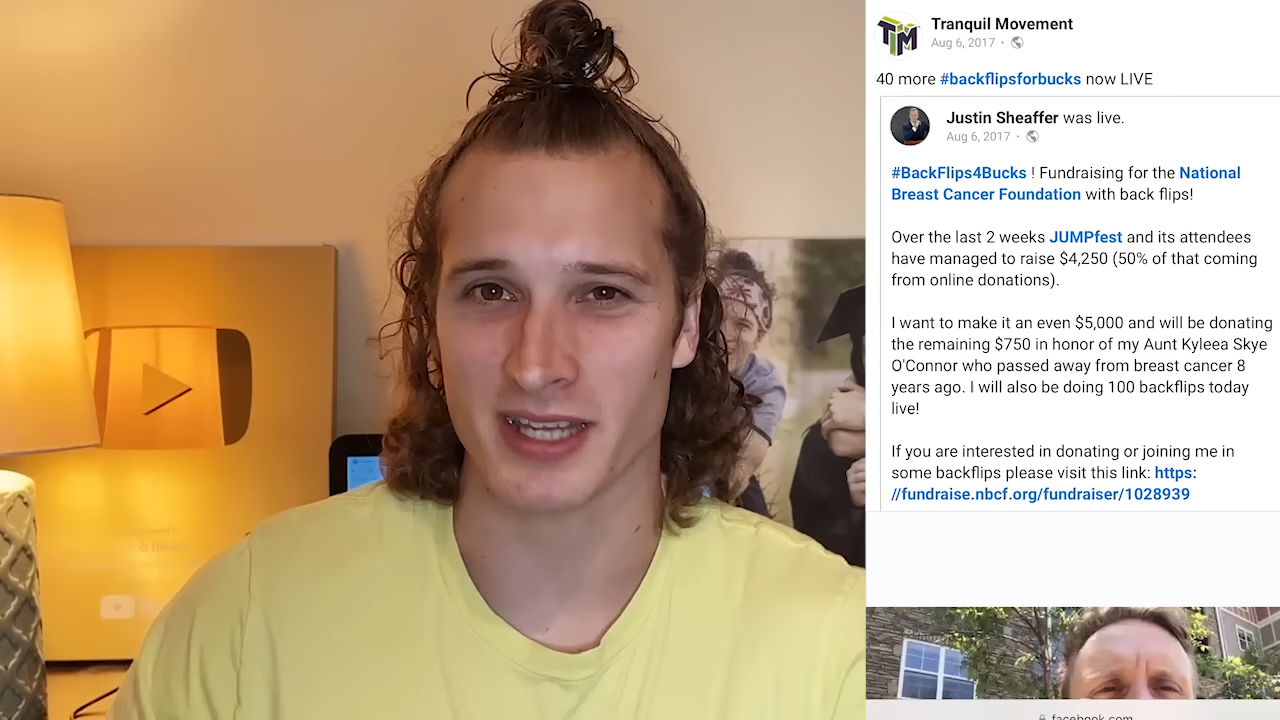 TM
Tranquil Movement
Aug 6, 2017 ·
40 more #backflipsforbucks now LIVE
Justin Sheaffer was live.
Aug 6, 2017 ·
#BackFlips4Bucks ! Fundraising for the National
Breast Cancer Foundation with back flips!
Over the last 2 weeks JUMPfest and its attendees
have managed to raise $4,250 (50% of that coming
from online donations).
I want to make it an even $5,000 and will be donating
the remaining $750 in honor of my Aunt Kyleea Skye
O'Connor who passed away from breast cancer 8
years ago. I will also be doing 100 backflips today
live!
If you are interested in donating or joining me in
some backflips please visit this link: https:
//fundraise.nbcf.org/fundraiser/1028939
facebook.com